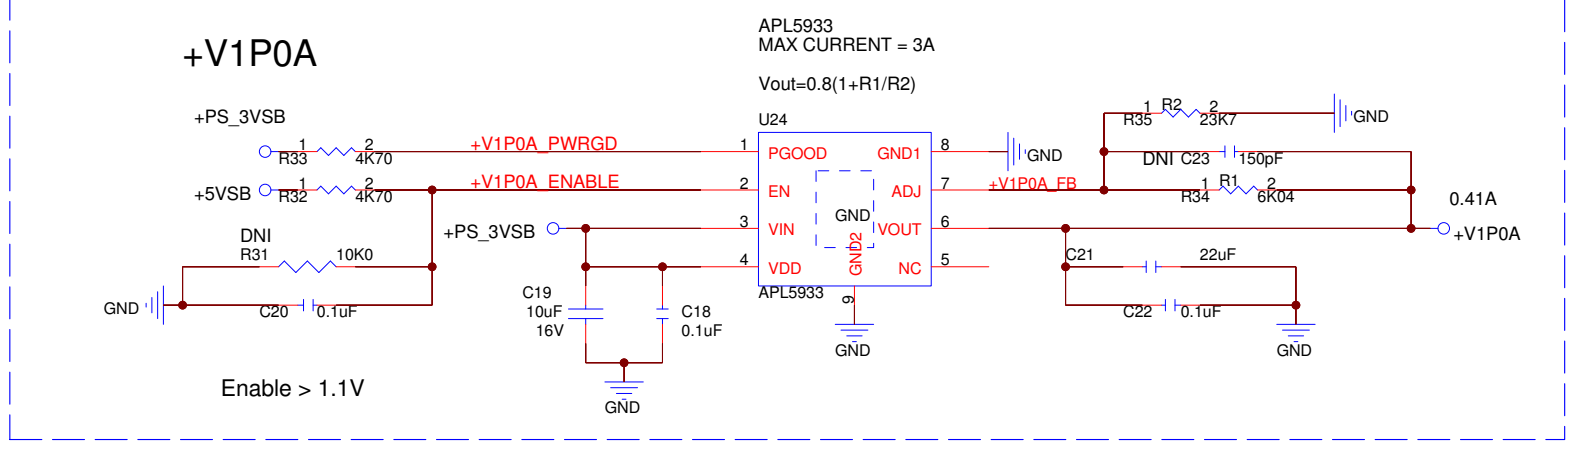 APL5933
MAX CURRENT = 3A
+V1P0A
Vout=0.8(1+R1/R2)
+PS_3VSB
U24
1 R2 2
R35 23K7
GND
1 2
R33 4K70
+V1P0A_PWRGD
1 PGOOD
GND1 8
GND
DNI C23 150pF
+5VSB
1 2
R32 4K70
+V1P0A_ENABLE
2 EN
ADJ 7
+V1P0A_FB
1 R1 2
R34 6K04
0.41A
GND
+PS_3VSB
3 VIN
VOUT 6
+V1P0A
DNI
R31 10K0
4 VDD
GND2
NC 5
C21 22uF
GND
C20 0.1uF
C19
10uF
16V
C18
0.1uF
APL5933
9
C22 0.1uF
GND
GND
Enable > 1.1V
GND